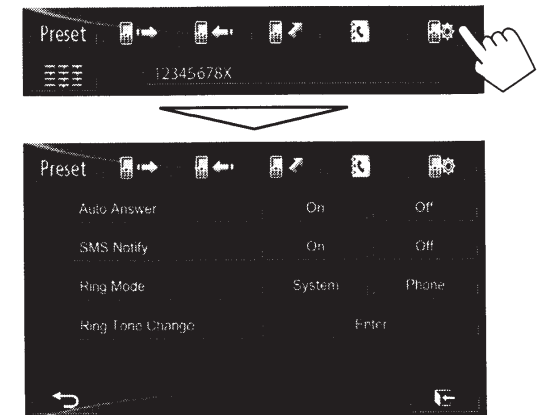 Preset
12345678X
Preset
Auto Answer On Off
SMS Notify On Off
Ring Mode System Phone
Ring Tone Change Enter